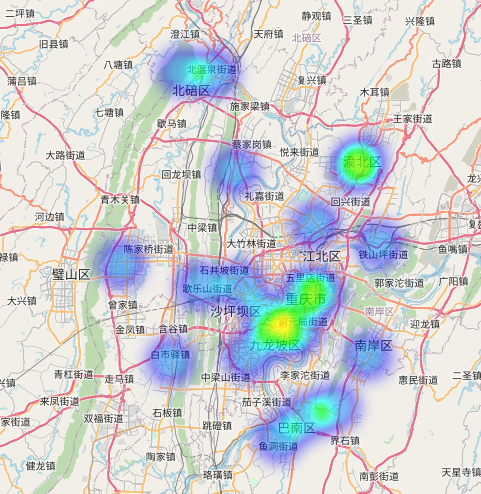 二坪镇
静观镇
三圣镇
兴隆镇
澄江镇
天府镇
北碚区
旧县镇
八塘镇
古路镇
北温泉街道
蒲吕镇
复兴镇
北碚区
木耳镇
施家梁镇
七塘镇
隆镇
王家街道
歇马镇
蔡家岗镇
悦来街道
大路街道
渝北区
回龙坝镇
礼嘉街道
青木关镇
回兴街道
河边镇
中梁镇
大竹林街道
陈家桥街道
鱼嘴镇
江北区
铁山坪街道
禄镇
石井坡街道
璧山区
五里店街道
郭家沱街道
广阳镇
歌乐山街道
大兴镇
重庆市
曾家镇
沙坪坝区
南岸区
元局街道
迎龙镇
金凤镇
含谷镇
九龙坡区
南岸区
白市驿镇
青杠街道
走马镇
中梁山街道
李家沱街道
惠民街道
二圣镇
兴镇
来凤街道
茄子溪街道
石板镇
家街道
双福街道
跳磴镇
巴南区
界石镇
鱼洞街道
陶家镇
健龙镇
珞璜镇
南彭街道
天星寺镇